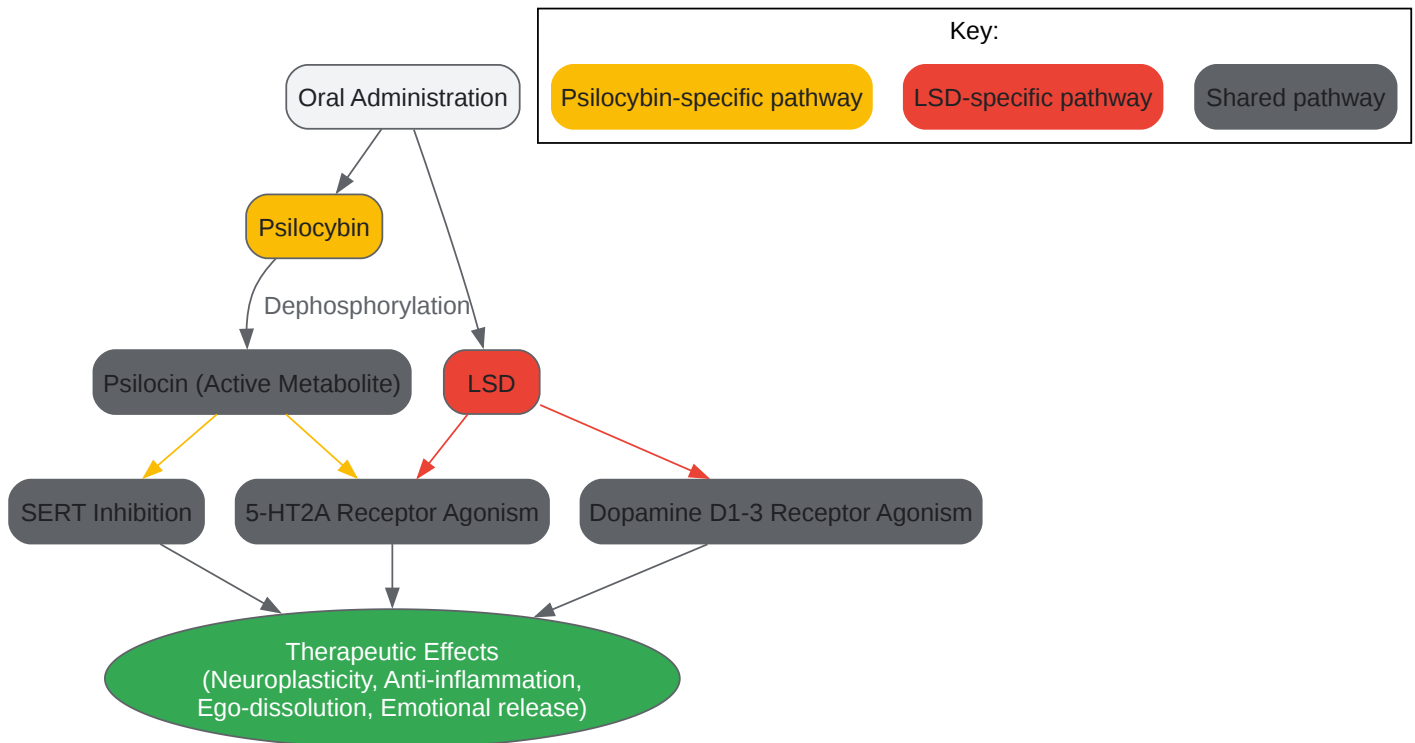 Key:
Oral Administration
Psilocybin-specific pathway
LSD-specific pathway
Shared pathway
Psilocybin
Dephosphorylation
Psilocin (Active Metabolite)
LSD
SERT Inhibition
5-HT2A Receptor Agonism
Dopamine D1-3 Receptor Agonism
Therapeutic Effects
(Neuroplasticity, Anti-inflammation,
Ego-dissolution, Emotional release)